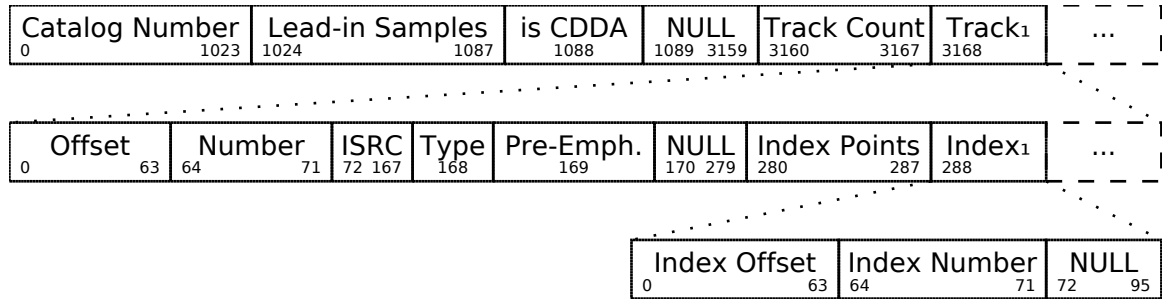 Catalog Number Lead-in Samples is CDDA NULL Track Count Track₁ ...
0 1023 1024 1087 1088 1089 3159 3160 3167 3168
Offset Number ISRC Type Pre-Emph. NULL Index Points Index₁ ...
0 63 64 71 72 167 168 169 170 279 280 287 288
Index Offset Index Number NULL
0 63 64 71 72 95